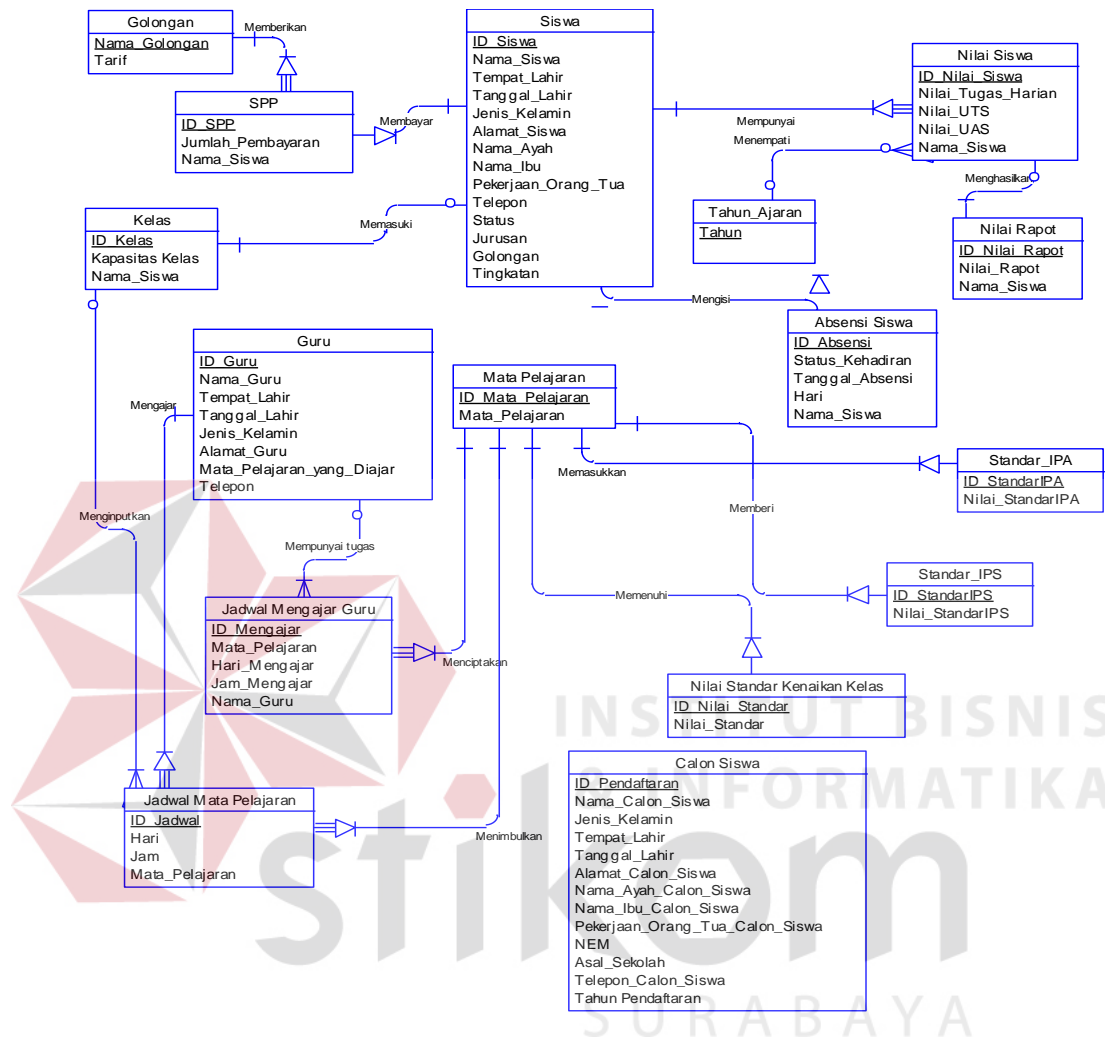 Golongan
Nama_Golongan
Tarif
Memberikan
SPP
ID_SPP
Jumlah_Pembayaran
Nama_Siswa
Membayar
Siswa
ID_Siswa
Nama_Siswa
Tempat_Lahir
Tanggal_Lahir
Jenis_Kelamin
Alamat_Siswa
Nama_Ayah
Nama_Ibu
Pekerjaan_Orang_Tua
Telepon
Status
Jurusan
Golongan
Tingkatan
Nilai Siswa
ID_Nilai_Siswa
Nilai_Tugas_Harian
Nilai_UTS
Nilai_UAS
Nama_Siswa
Mempunyai
Menempati
Menghasilkan
Tahun_Ajaran
Tahun
Nilai Rapot
ID_Nilai_Rapot
Nilai_Rapot
Nama_Siswa
Kelas
ID_Kelas
Kapasitas Kelas
Nama_Siswa
Memasuki
Mengisi
Absensi Siswa
ID_Absensi
Status_Kehadiran
Tanggal_Absensi
Hari
Nama_Siswa
Guru
ID_Guru
Nama_Guru
Tempat_Lahir
Tanggal_Lahir
Jenis_Kelamin
Alamat_Guru
Mata_Pelajaran_yang_Diajar
Telepon
Mengajar
Mata Pelajaran
ID_Mata_Pelajaran
Mata_Pelajaran
Memasukkan
Standar_IPA
ID_StandarIPA
Nilai_StandarIPA
Menginputkan
Mempunyai tugas
Memberi
Standar_IPS
ID_StandarIPS
Nilai_StandarIPS
Memenuhi
Jadwal Mengajar Guru
ID_Mengajar
Mata_Pelajaran
Hari_Mengajar
Jam_Mengajar
Nama_Guru
Menciptakan
Nilai Standar Kenaikan Kelas
ID_Nilai_Standar
Nilai_Standar
Jadwal Mata Pelajaran
ID_Jadwal
Hari
Jam
Mata_Pelajaran
Menimbulkan
Calon Siswa
ID_Pendaftaran
Nama_Calon_Siswa
Jenis_Kelamin
Tempat_Lahir
Tanggal_Lahir
Alamat_Calon_Siswa
Nama_Ayah_Calon_Siswa
Nama_Ibu_Calon_Siswa
Pekerjaan_Orang_Tua_Calon_Siswa
NEM
Asal_Sekolah
Telepon_Calon_Siswa
Tahun Pendaftaran
INSTITUT BISNIS
& INFORMATIKA
stikom
SURABAYA